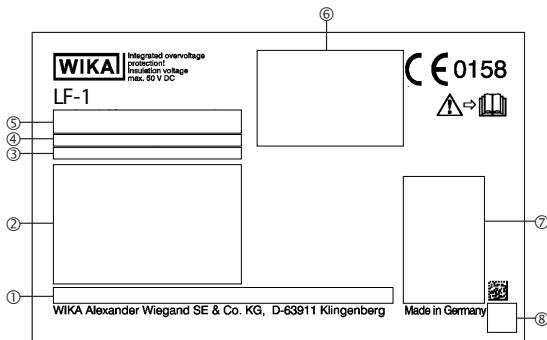 ⑥
WIKA
Integrated overvoltage
protection!
Insulation voltage
max. 60 V DC
CE 0158
LF-1
⑤
④
③
②
⑦
①
WIKA Alexander Wiegand SE & Co. KG, D-63911 Klingenberg
Made in Germany
⑧